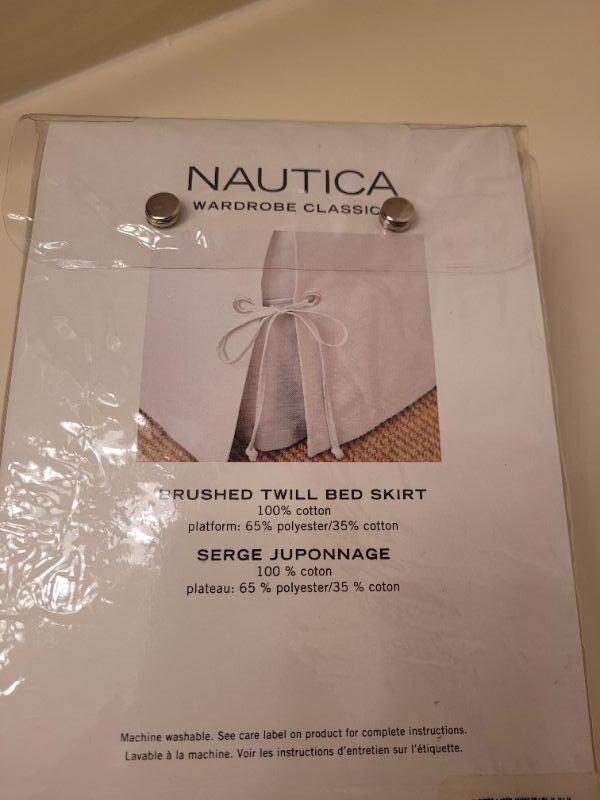 NAUTICA
WARDROBE CLASSIC
BRUSHED TWILL BED SKIRT
100% cotton
platform: 65% polyester/35% cotton
SERGE JUPONNAGE
100 % coton
plateau: 65 % polyester/35 % coton
Machine washable. See care label on product for complete instructions.
Lavable à la machine. Voir les instructions d'entretien sur l'étiquette.